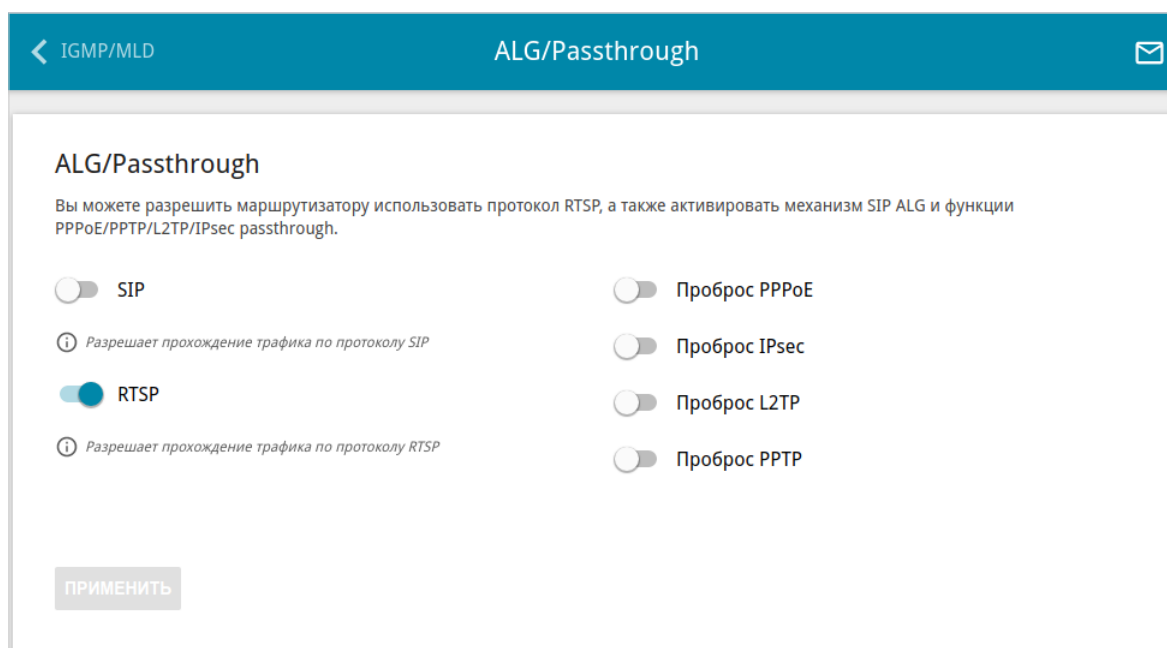 IGMP/MLD
ALG/Passthrough
ALG/Passthrough
Вы можете разрешить маршрутизатору использовать протокол RTSP, а также активировать механизм SIP ALG и функции
PPPoE/PPTP/L2TP/IPsec passthrough.
SIP
Разрешает прохождение трафика по протоколу SIP
RTSP
Разрешает прохождение трафика по протоколу RTSP
Проброс PPPoE
Проброс IPsec
Проброс L2TP
Проброс PPTP
ПРИМЕНИТЬ